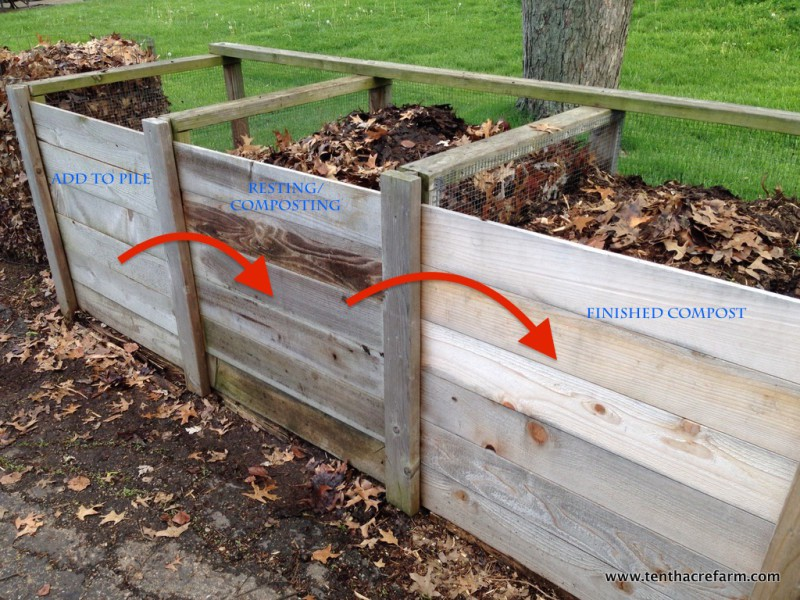 ADD TO PILE
RESTING/
COMPOSTING
FINISHED COMPOST
www.tenthacrefarm.com